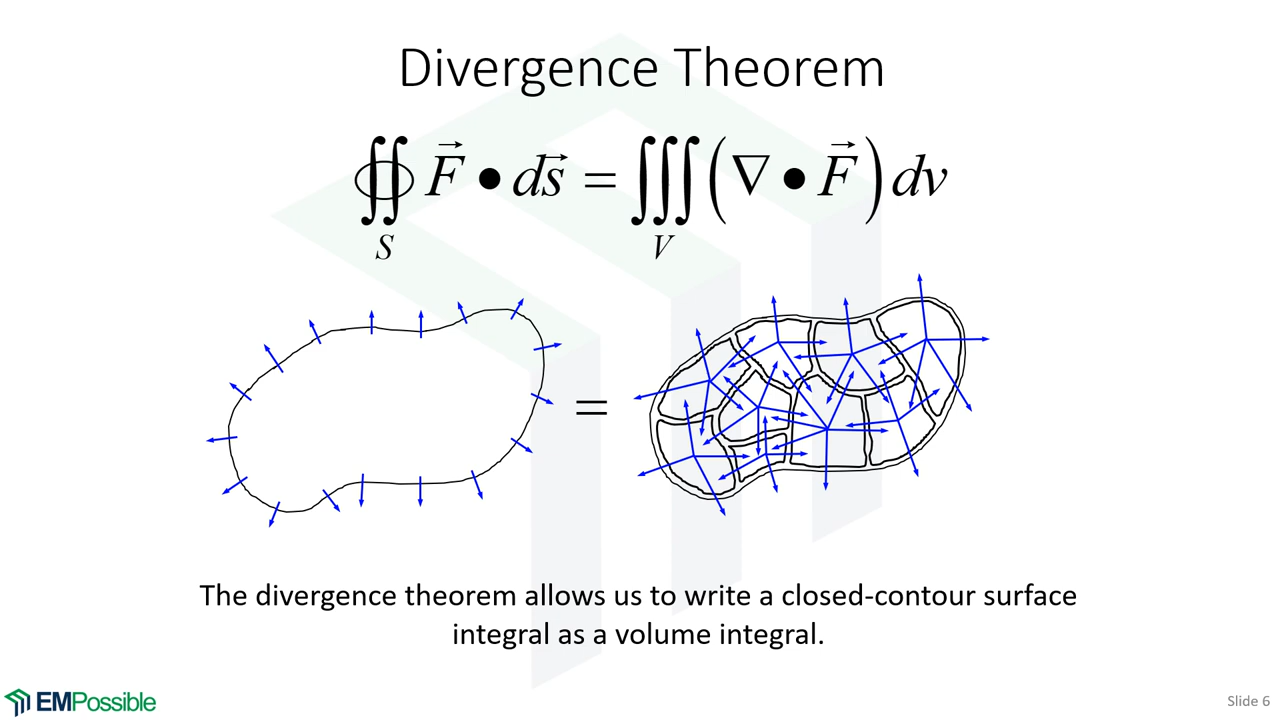 Divergence Theorem
∯_S F⃗ • ds⃗ = ∭_V (∇ • F⃗) dv
=
The divergence theorem allows us to write a closed-contour surface
integral as a volume integral.
EMPossible
Slide 6